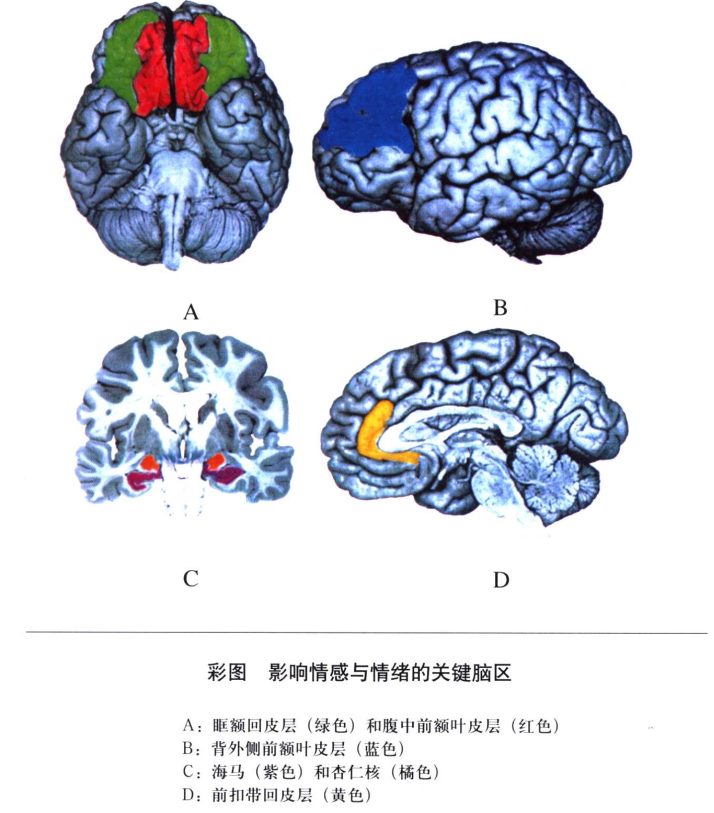 A
B
C
D
彩图 影响情感与情绪的关键脑区
A：眶额回皮层（绿色）和腹中前额叶皮层（红色）
B：背外侧前额叶皮层（蓝色）
C：海马（紫色）和杏仁核（橘色）
D：前扣带回皮层（黄色）